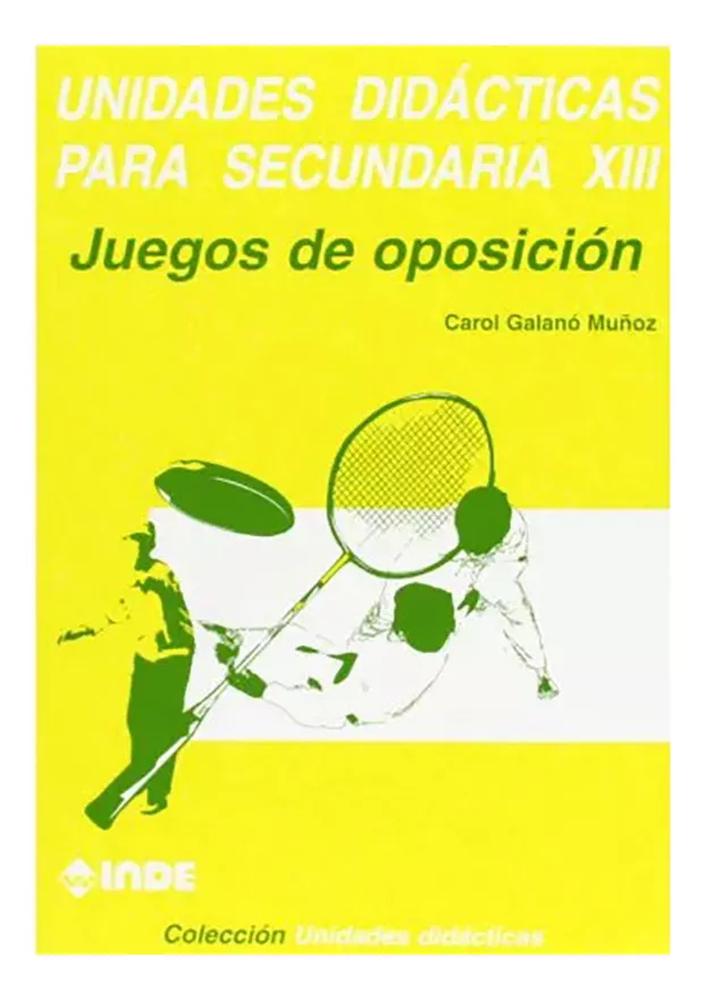 UNIDADES DIDÁCTICAS
PARA SECUNDARIA XIII
Juegos de oposición
Carol Galanó Muñoz
INDE
Colección Unidades didácticas